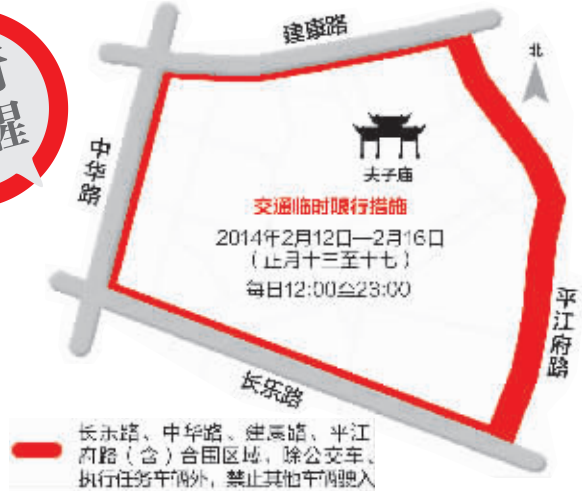 醒
建康路
北
中华路
夫子庙
交通临时限行措施
2014年2月12日—2月16日
（正月十三至十七）
每日12:00至23:00
平江府路
长乐路
长乐路、中华路、建康路、平江
府路（含）合围区域，除公交车、
执行任务车辆外，禁止其他车辆驶入